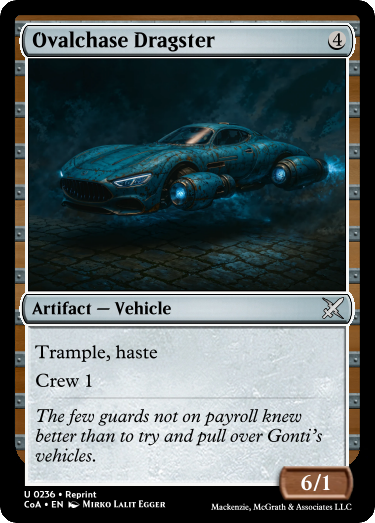 Ovalchase Dragster
4
Artifact — Vehicle
Trample, haste
Crew 1
The few guards not on payroll knew
better than to try and pull over Gonti's
vehicles.
6/1
U 0236 • Reprint
CoA • EN Mirko Lalit Egger
Mackenzie, McGrath & Associates LLC